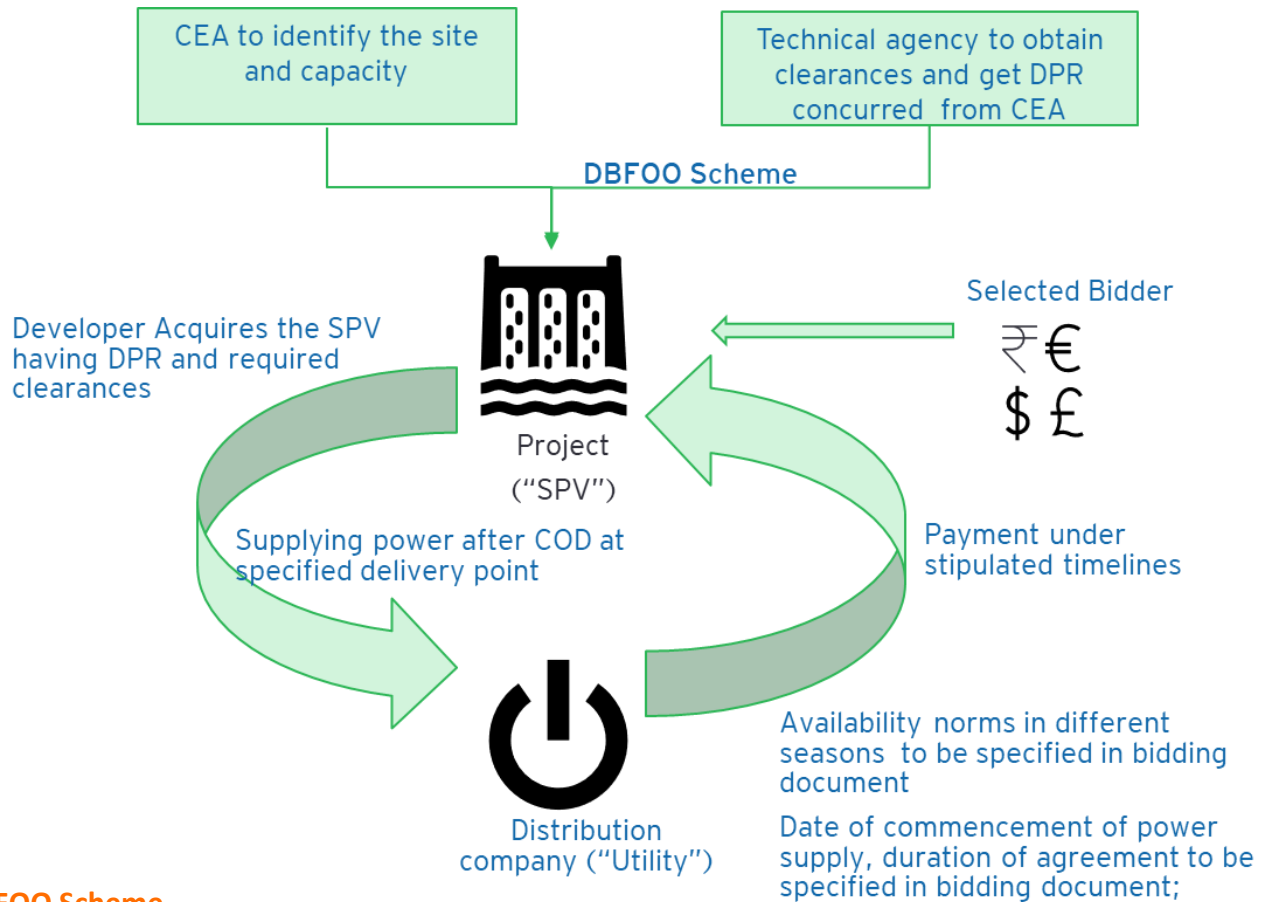 CEA to identify the site
and capacity
Technical agency to obtain
clearances and get DPR
concurred from CEA
DBFOO Scheme
Selected Bidder
₹ €
$ £
Developer Acquires the SPV
having DPR and required
clearances
Project
(“SPV”)
Supplying power after COD at
specified delivery point
Payment under
stipulated timelines
Availability norms in different
seasons to be specified in bidding
document
Distribution
company (“Utility”)
Date of commencement of power
supply, duration of agreement to be
specified in bidding document;